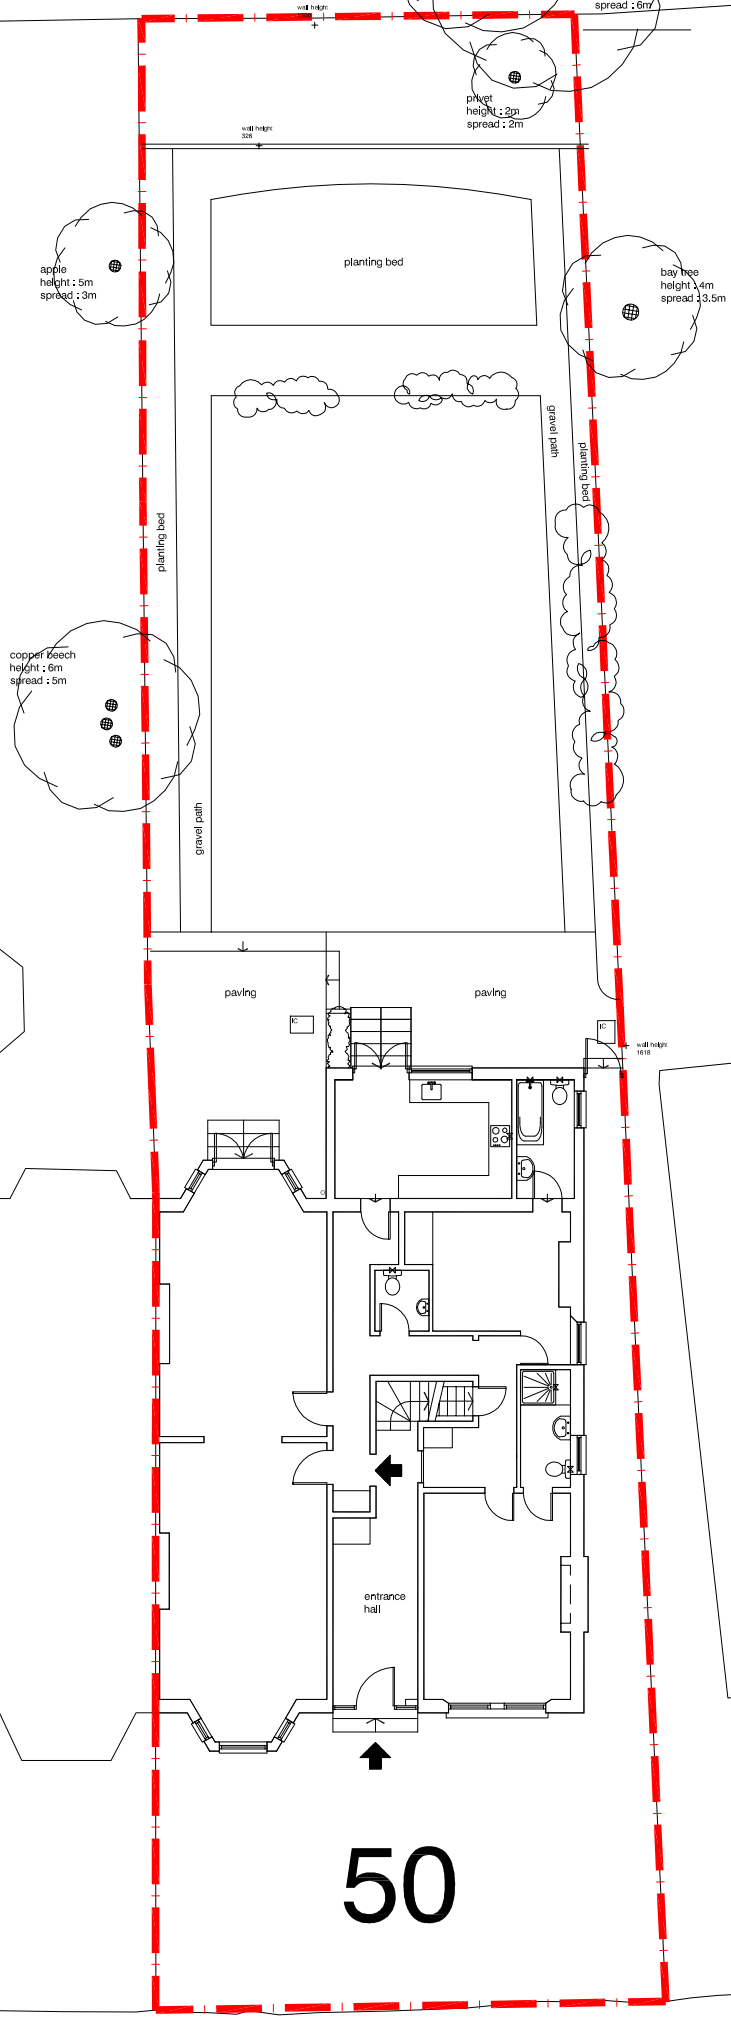 spread : 6m
wall height
privet
height : 2m
spread : 2m
wall height
326
planting bed
apple
height : 5m
spread : 3m
bay tree
height : 4m
spread : 3.5m
gravel path
planting bed
planting bed
copper beech
height : 6m
spread : 5m
gravel path
paving
paving
IC
IC
wall height
1618
entrance
hall
50